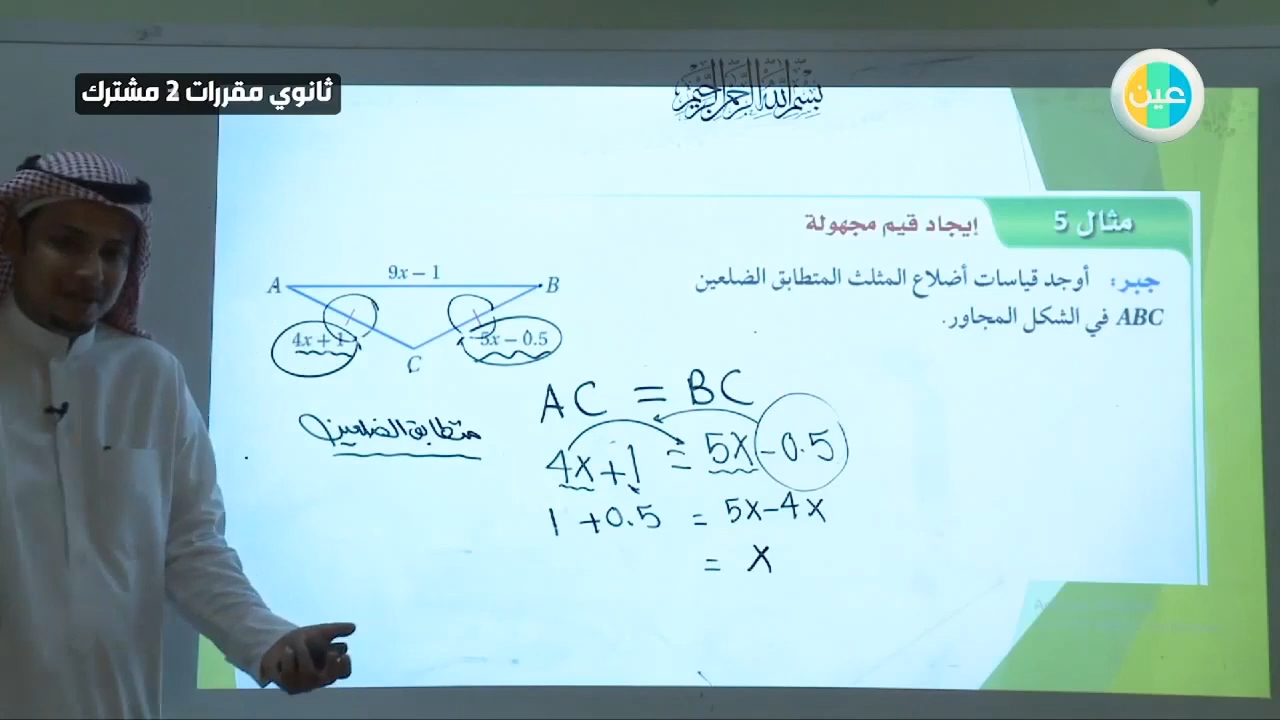 ثانوي مقررات 2 مشترك
عين
بسم الله الرحمن الرحيم
مثال 5
إيجاد قيم مجهولة
جبر: أوجد قياسات أضلاع المثلث المتطابق الضلعين
ABC في الشكل المجاور.
9x − 1
A B
4x + 1 5x − 0.5
C
AC = BC
متطابق الضلعين
4x + 1 = 5x - 0.5
1 + 0.5 = 5x - 4x
= x